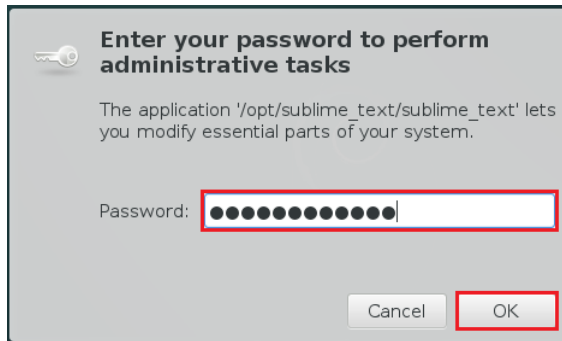 Enter your password to perform
administrative tasks
The application '/opt/sublime_text/sublime_text' lets
you modify essential parts of your system.
Password: ●●●●●●●●●●●●●
Cancel OK